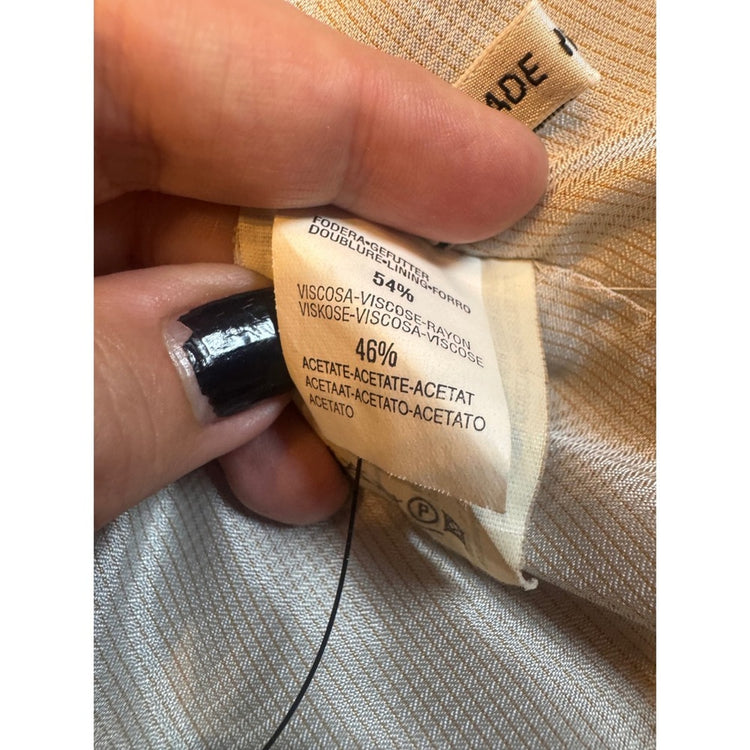 ADE
FODERA•GEFUTTER
DOUBLURE•LINING•FORRO
54%
VISCOSA-VISCOSE-RAYON
VISKOSE-VISCOSA-VISCOSE
46%
ACETATE-ACETATE-ACETAT
ACETAAT-ACETATO-ACETATO
ACETATO
P